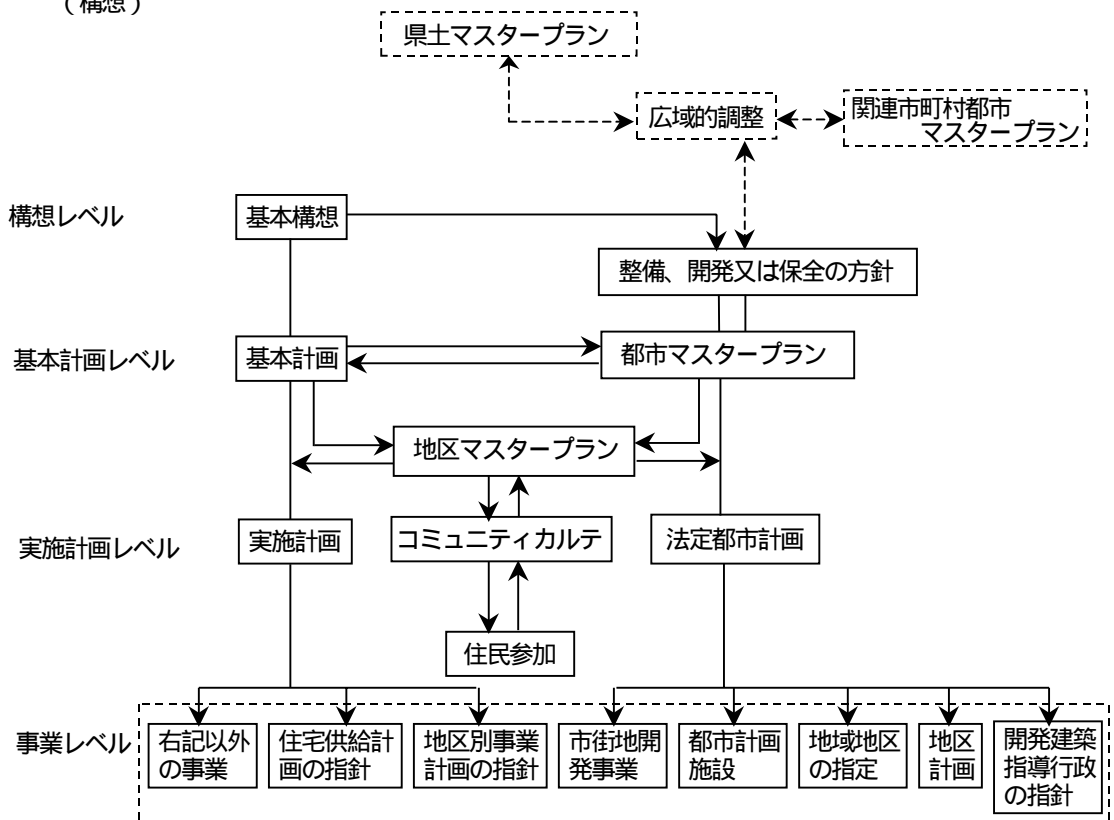 （構想）
県土マスタープラン
広域的調整
関連市町村都市
マスタープラン
構想レベル
基本構想
整備、開発又は保全の方針
基本計画レベル
基本計画
都市マスタープラン
地区マスタープラン
実施計画レベル
実施計画
コミュニティカルテ
法定都市計画
住民参加
事業レベル
右記以外
の事業
住宅供給計
画の指針
地区別事業
計画の指針
市街地開
発事業
都市計画
施設
地域地区
の指定
地区
計画
開発建築
指導行政
の指針